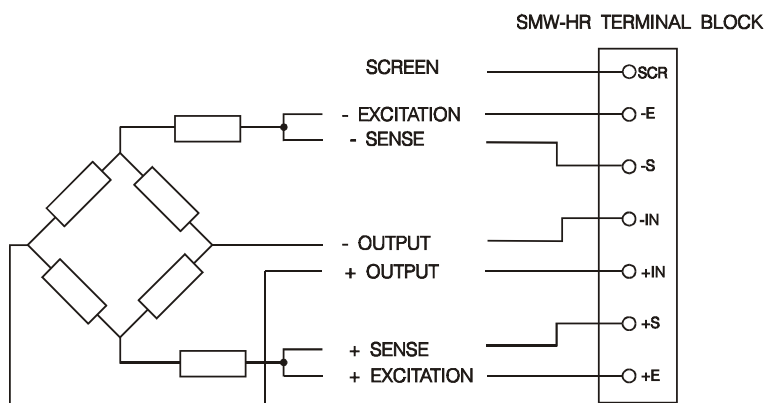 SMW-HR TERMINAL BLOCK
SCREEN
SCR
- EXCITATION
-E
- SENSE
-S
-IN
- OUTPUT
+ OUTPUT
+IN
+S
+ SENSE
+ EXCITATION
+E